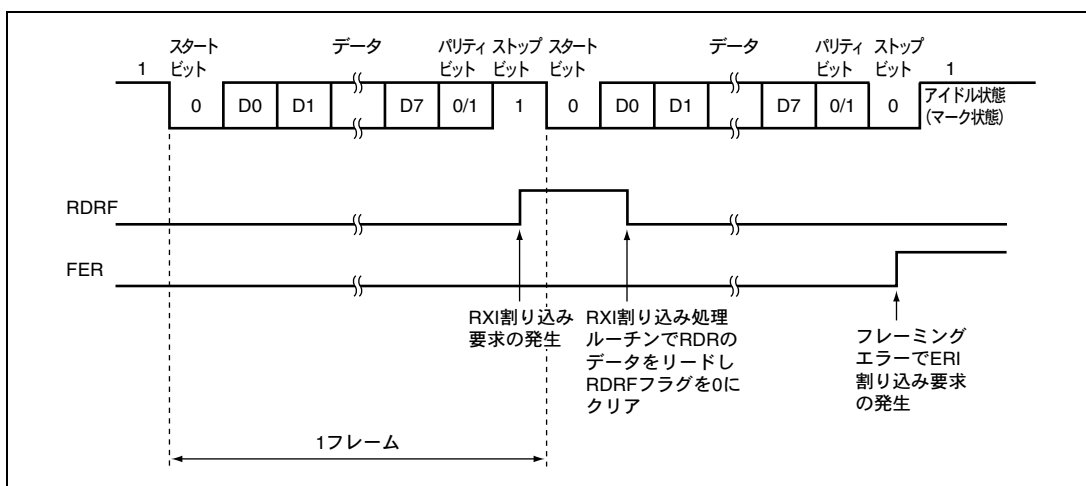 スタート
ビット
データ
パリティ
ビット
ストップ
ビット
スタート
ビット
データ
パリティ
ビット
ストップ
ビット
1
1
0
D0
D1
D7
0/1
1
0
D0
D1
D7
0/1
0
アイドル状態
(マーク状態)
RDRF
FER
RXI割り込み
要求の発生
RXI割り込み処理
ルーチンでRDRの
データをリードし
RDRFフラグを0に
クリア
フレーミング
エラーでERI
割り込み要求
の発生
1フレーム